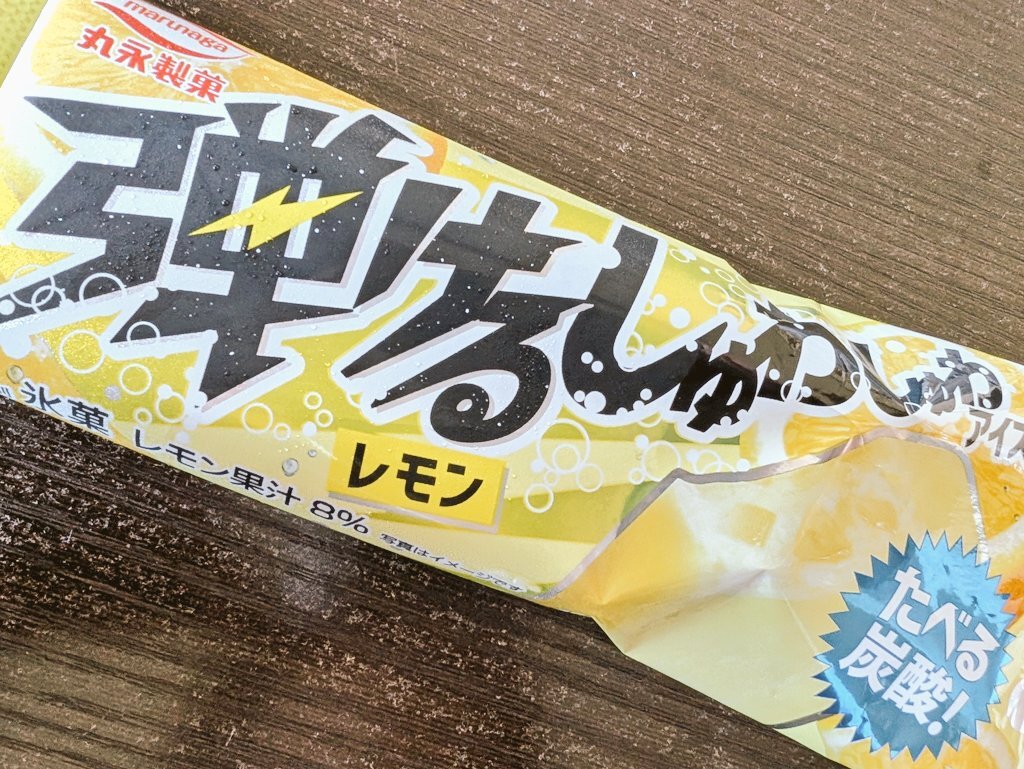 marunaga
丸永製菓
弾けるしゅわしゅわ
アイス
氷菓 レモン果汁 8%
レモン
写真はイメージです
たべる
炭酸!